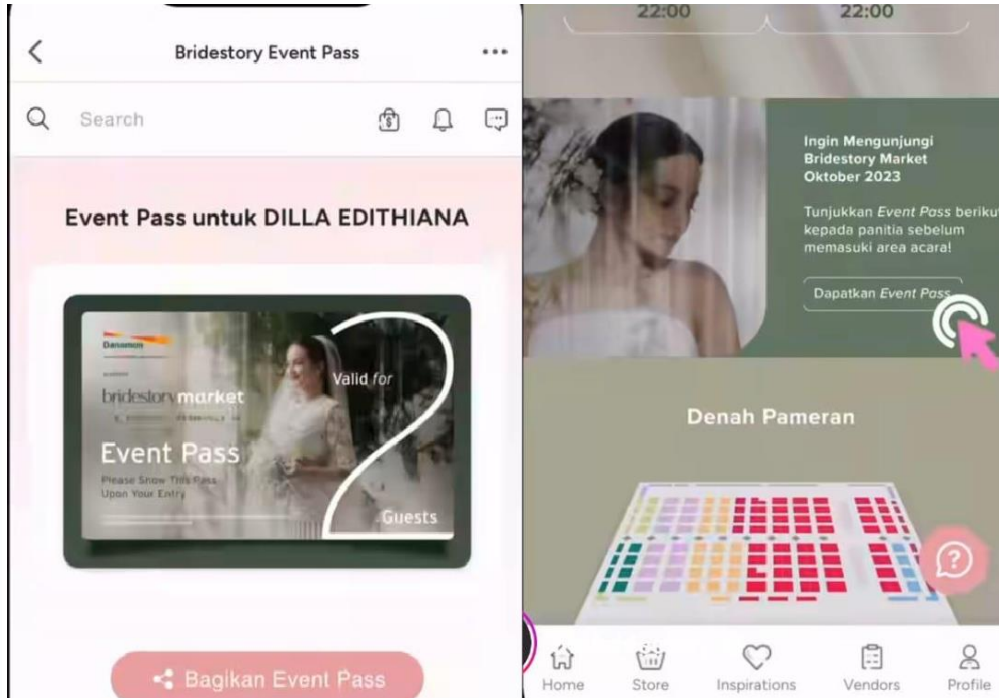 Bridestory Event Pass
Search
Event Pass untuk DILLA EDITHIANA
Danamon
bridestory market
Event Pass
Please Show This Pass
Upon Your Entry
Valid for
2
Guests
Bagikan Event Pass
22:00 22:00
Ingin Mengunjungi
Bridestory Market
Oktober 2023
Tunjukkan Event Pass beriku
kepada panitia sebelum
memasuki area acara!
Dapatkan Event Pass
Denah Pameran
Home Store Inspirations Vendors Profile